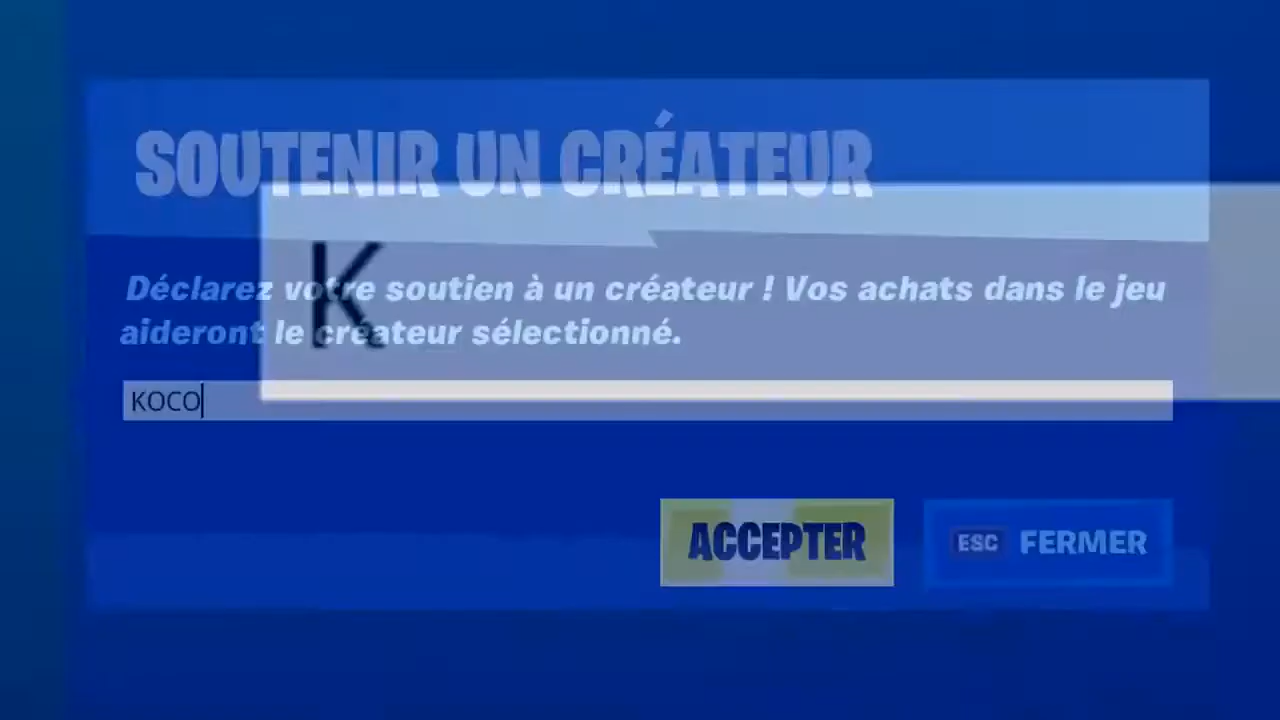 SOUTENIR UN CRÉATEUR
K
Déclarez votre soutien à un créateur ! Vos achats dans le jeu
aideront le créateur sélectionné.
KOCO
ACCEPTER
ESC FERMER